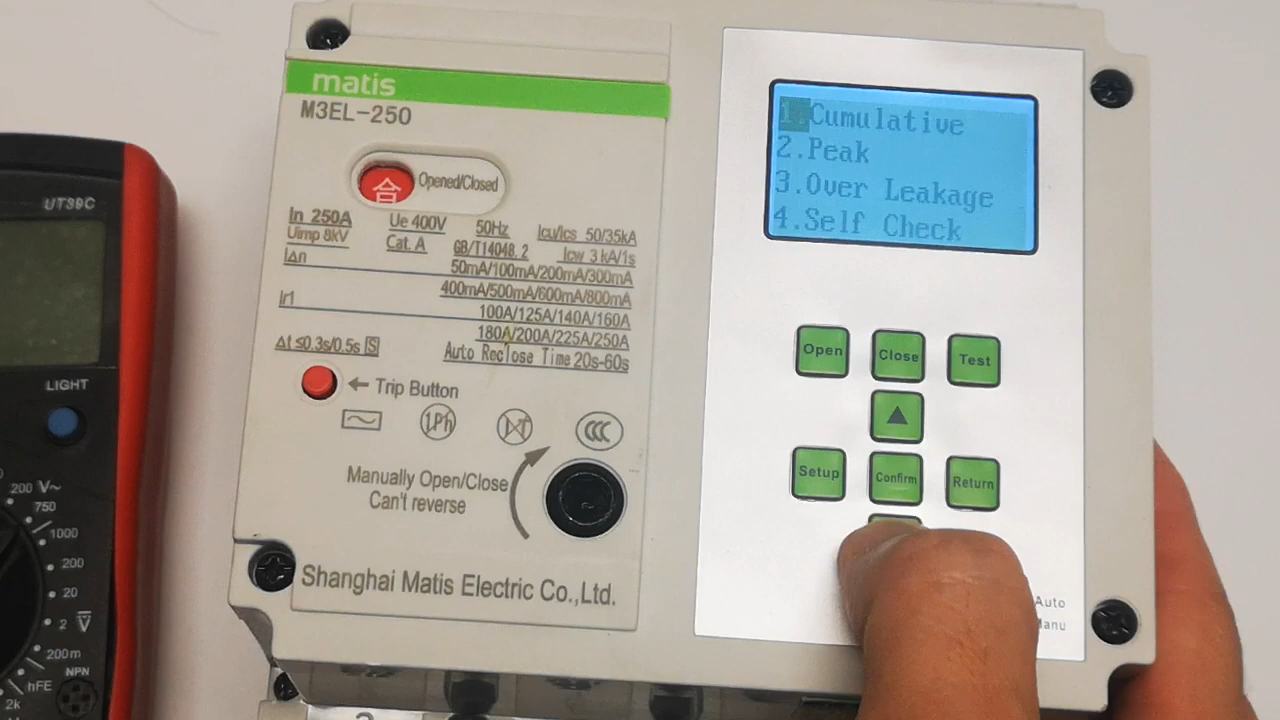 matis
M3EL-250
合 Opened/Closed
In 250A Ue 400V 50Hz Icu/Ics 50/35kA
Uimp 8kV Cat. A GB/T14048.2 Icw 3 kA/1s
I△n 50mA/100mA/200mA/300mA
400mA/500mA/600mA/800mA
Ir1 100A/125A/140A/160A
180A/200A/225A/250A
△t ≤0.3s/0.5s S Auto Reclose Time 20s-60s
← Trip Button
1Ph
CCC
Manually Open/Close
Can't reverse
Shanghai Matis Electric Co.,Ltd.
1.Cumulative
2.Peak
3.Over Leakage
4.Self Check
Open Close Test
Setup Confirm Return
Auto
Manu
UT39C
LIGHT
200 V~
750
1000
200
20
2 V
200m
hFE
NPN
2k